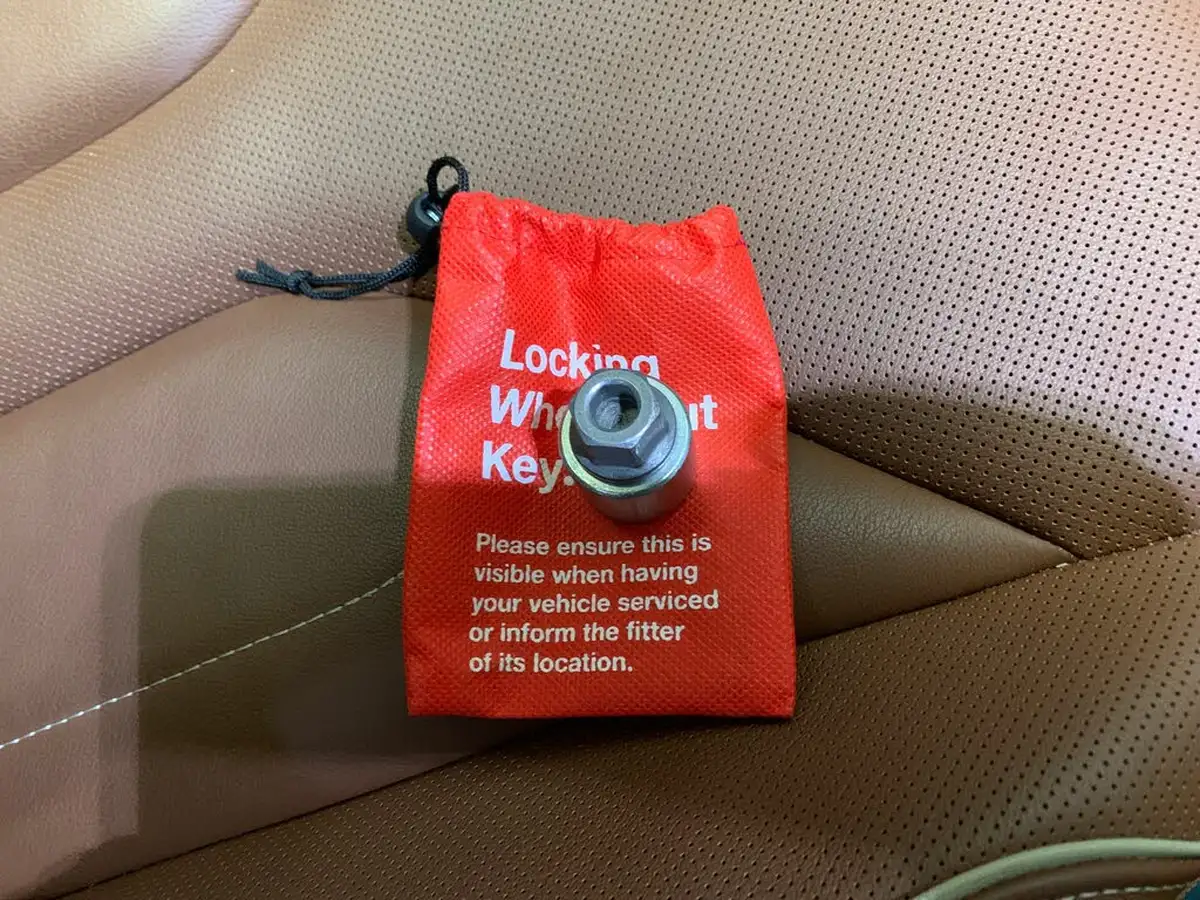 Locking
Key.
Please ensure this is
visible when having
your vehicle serviced
or inform the fitter
of its location.